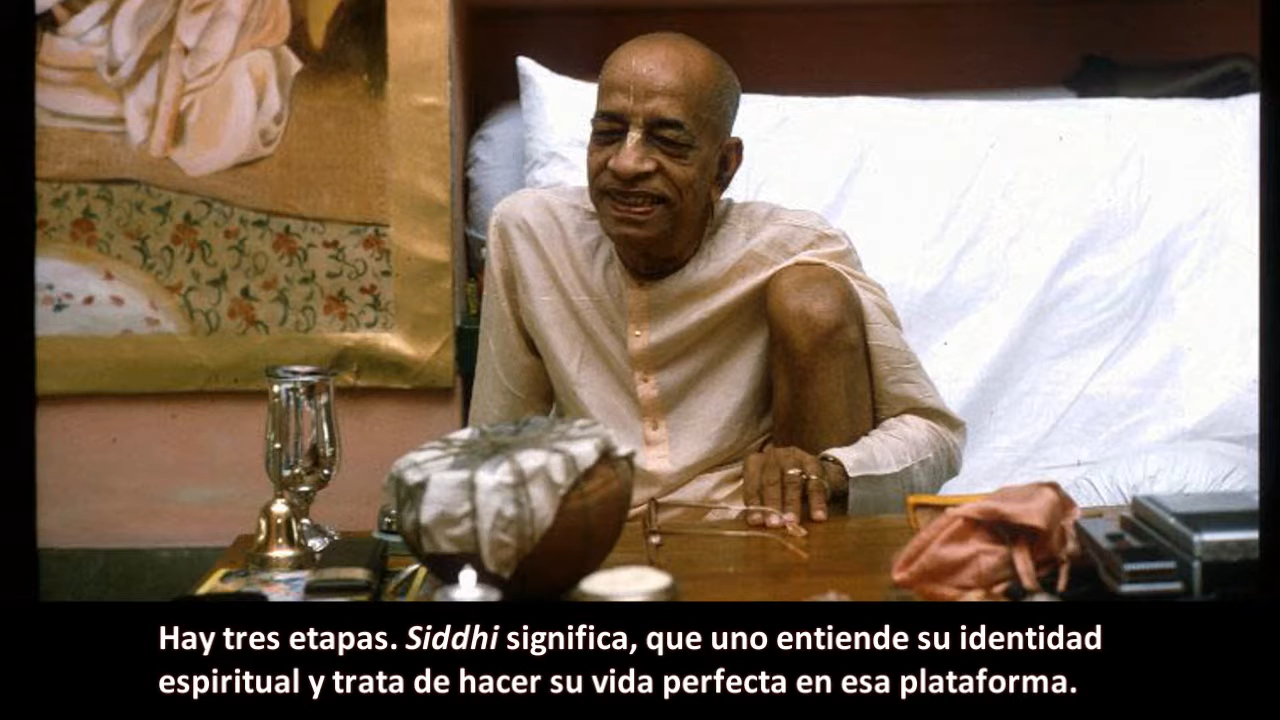 Hay tres etapas. Siddhi significa, que uno entiende su identidad
espiritual y trata de hacer su vida perfecta en esa plataforma.